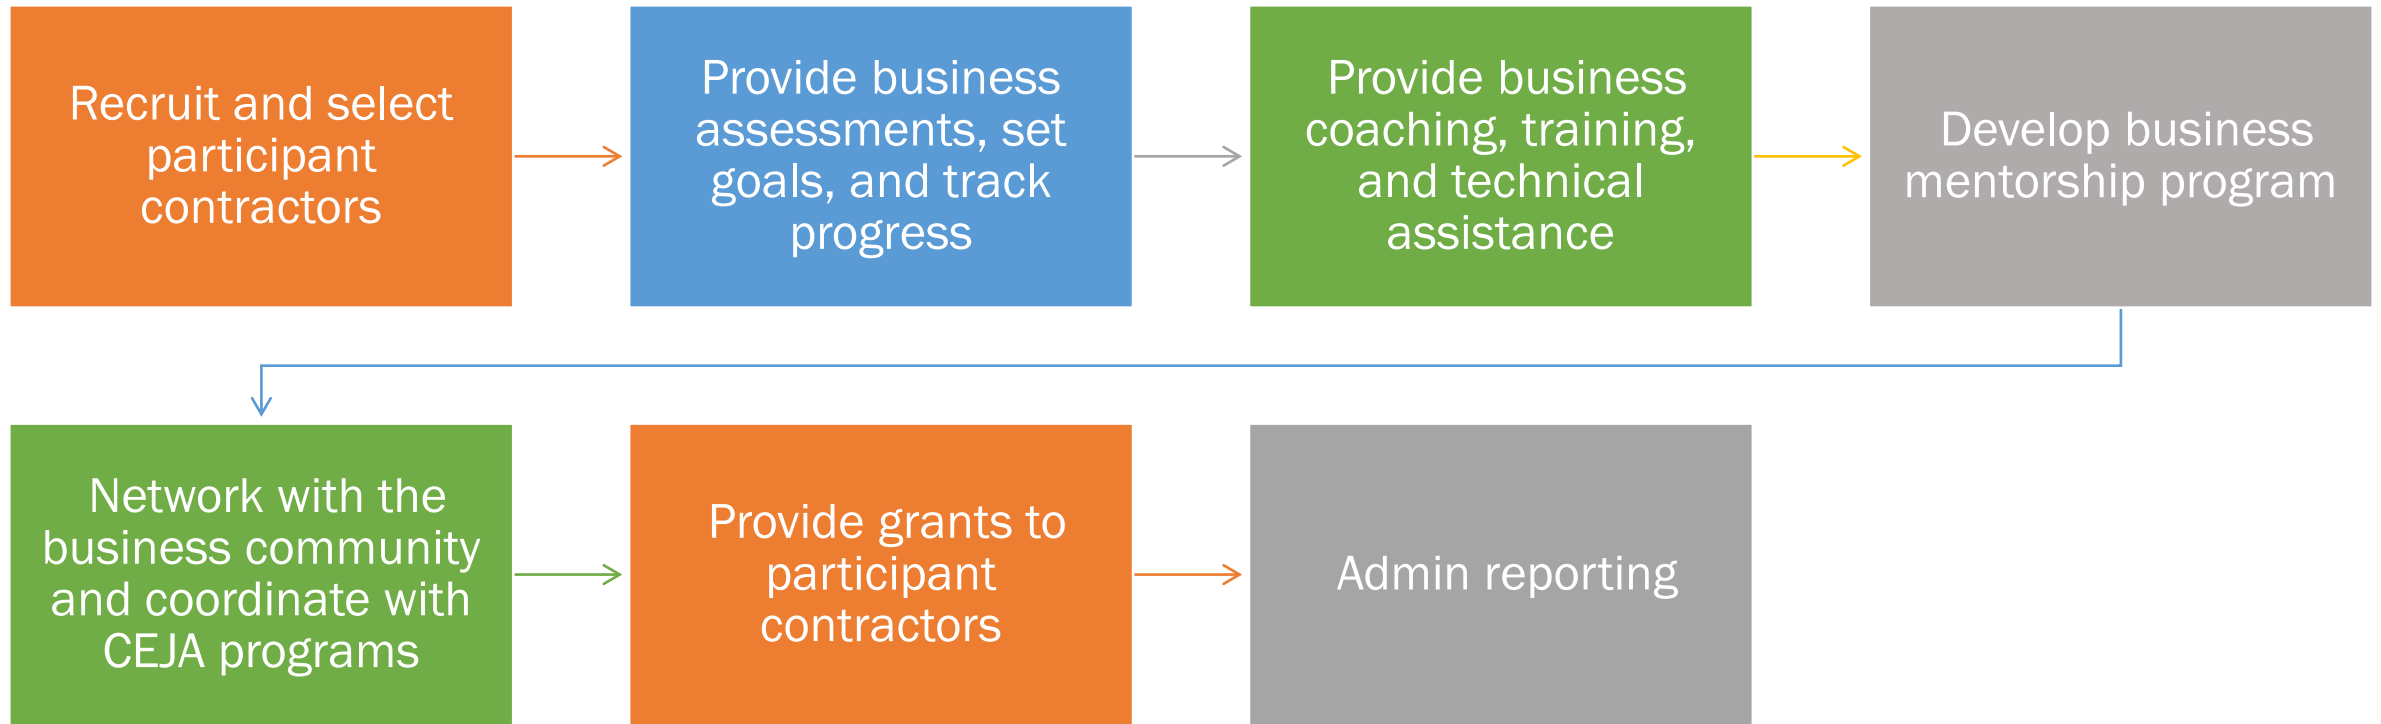 Recruit and select
participant
contractors
Provide business
assessments, set
goals, and track
progress
Provide business
coaching, training,
and technical
assistance
Develop business
mentorship program
Network with the
business community
and coordinate with
CEJA programs
Provide grants to
participant
contractors
Admin reporting